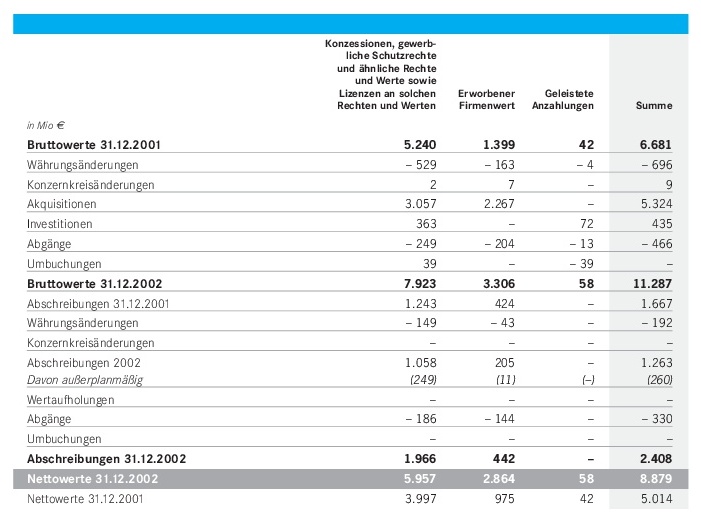 Konzessionen, gewerb-
liche Schutzrechte
und ähnliche Rechte
und Werte sowie
Lizenzen an solchen Erworbener Geleistete
Rechten und Werten Firmenwert Anzahlungen Summe
in Mio €
Bruttowerte 31.12.2001 5.240 1.399 42 6.681
Währungsänderungen – 529 – 163 – 4 – 696
Konzernkreisänderungen 2 7 – 9
Akquisitionen 3.057 2.267 – 5.324
Investitionen 363 – 72 435
Abgänge – 249 – 204 – 13 – 466
Umbuchungen 39 – – 39 –
Bruttowerte 31.12.2002 7.923 3.306 58 11.287
Abschreibungen 31.12.2001 1.243 424 – 1.667
Währungsänderungen – 149 – 43 – – 192
Konzernkreisänderungen – – – –
Abschreibungen 2002 1.058 205 – 1.263
Davon außerplanmäßig (249) (11) (–) (260)
Wertaufholungen – – – –
Abgänge – 186 – 144 – – 330
Umbuchungen – – – –
Abschreibungen 31.12.2002 1.966 442 – 2.408
Nettowerte 31.12.2002 5.957 2.864 58 8.879
Nettowerte 31.12.2001 3.997 975 42 5.014